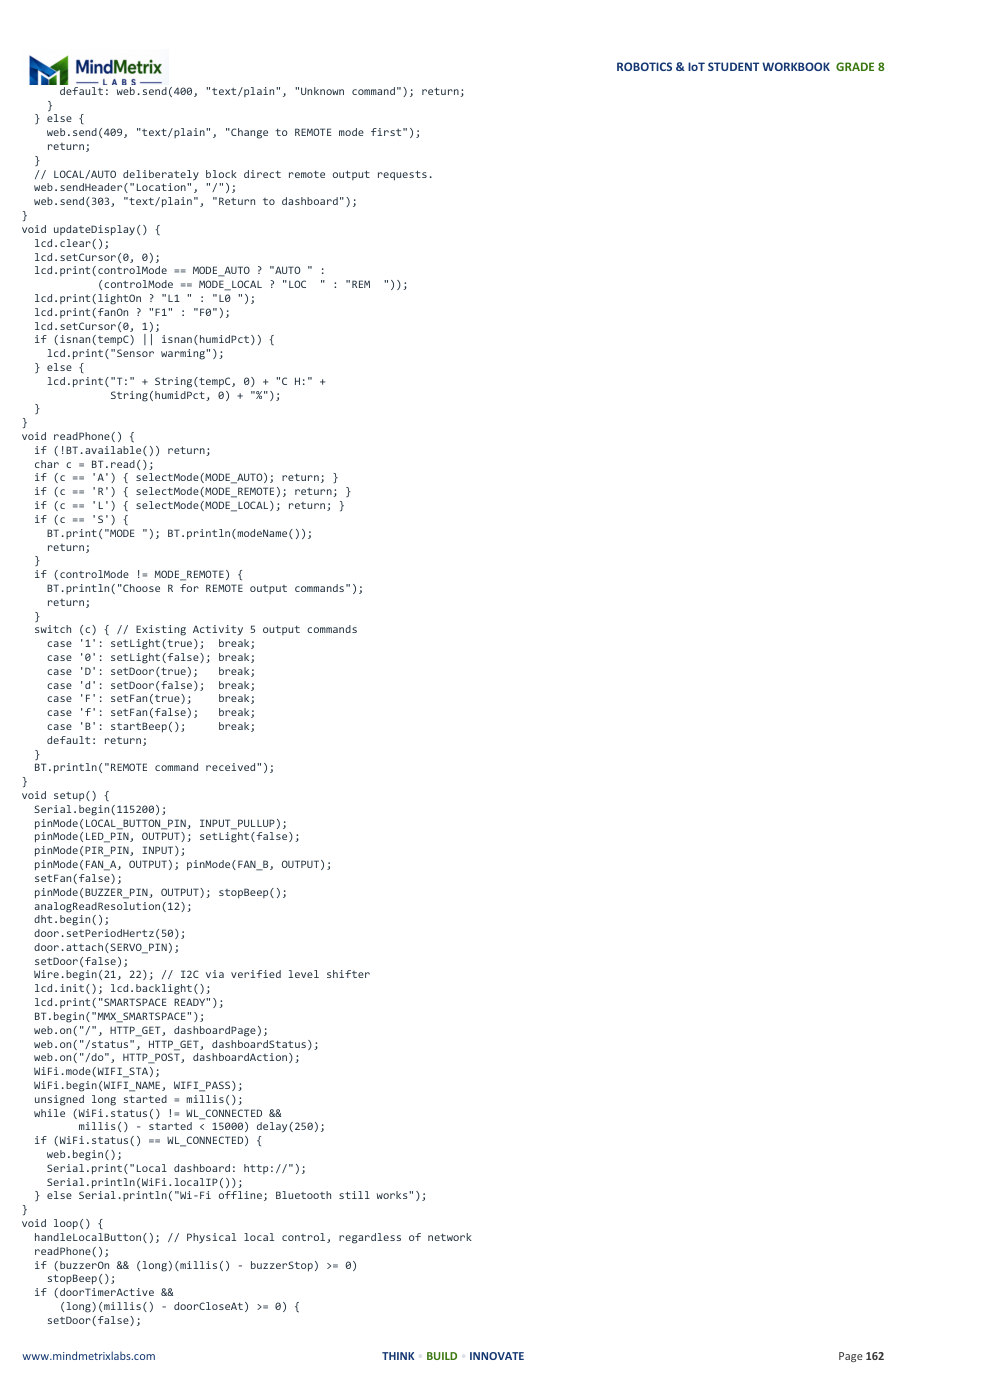 MindMetrix
LABS
ROBOTICS & IoT STUDENT WORKBOOK GRADE 8
      default: web.send(400, "text/plain", "Unknown command"); return;
    }
  } else {
    web.send(409, "text/plain", "Change to REMOTE mode first");
    return;
  }
  // LOCAL/AUTO deliberately block direct remote output requests.
  web.sendHeader("Location", "/");
  web.send(303, "text/plain", "Return to dashboard");
}
void updateDisplay() {
  lcd.clear();
  lcd.setCursor(0, 0);
  lcd.print(controlMode == MODE_AUTO ? "AUTO " :
            (controlMode == MODE_LOCAL ? "LOC  " : "REM  "));
  lcd.print(lightOn ? "L1 " : "L0 ");
  lcd.print(fanOn ? "F1" : "F0");
  lcd.setCursor(0, 1);
  if (isnan(tempC) || isnan(humidPct)) {
    lcd.print("Sensor warming");
  } else {
    lcd.print("T:" + String(tempC, 0) + "C H:" +
              String(humidPct, 0) + "%");
  }
}
void readPhone() {
  if (!BT.available()) return;
  char c = BT.read();
  if (c == 'A') { selectMode(MODE_AUTO); return; }
  if (c == 'R') { selectMode(MODE_REMOTE); return; }
  if (c == 'L') { selectMode(MODE_LOCAL); return; }
  if (c == 'S') {
    BT.print("MODE "); BT.println(modeName());
    return;
  }
  if (controlMode != MODE_REMOTE) {
    BT.println("Choose R for REMOTE output commands");
    return;
  }
  switch (c) { // Existing Activity 5 output commands
    case '1': setLight(true);  break;
    case '0': setLight(false); break;
    case 'D': setDoor(true);   break;
    case 'd': setDoor(false);  break;
    case 'F': setFan(true);    break;
    case 'f': setFan(false);   break;
    case 'B': startBeep();     break;
    default: return;
  }
  BT.println("REMOTE command received");
}
void setup() {
  Serial.begin(115200);
  pinMode(LOCAL_BUTTON_PIN, INPUT_PULLUP);
  pinMode(LED_PIN, OUTPUT); setLight(false);
  pinMode(PIR_PIN, INPUT);
  pinMode(FAN_A, OUTPUT); pinMode(FAN_B, OUTPUT);
  setFan(false);
  pinMode(BUZZER_PIN, OUTPUT); stopBeep();
  analogReadResolution(12);
  dht.begin();
  door.setPeriodHertz(50);
  door.attach(SERVO_PIN);
  setDoor(false);
  Wire.begin(21, 22); // I2C via verified level shifter
  lcd.init(); lcd.backlight();
  lcd.print("SMARTSPACE READY");
  BT.begin("MMX_SMARTSPACE");
  web.on("/", HTTP_GET, dashboardPage);
  web.on("/status", HTTP_GET, dashboardStatus);
  web.on("/do", HTTP_POST, dashboardAction);
  WiFi.mode(WIFI_STA);
  WiFi.begin(WIFI_NAME, WIFI_PASS);
  unsigned long started = millis();
  while (WiFi.status() != WL_CONNECTED &&
         millis() - started < 15000) delay(250);
  if (WiFi.status() == WL_CONNECTED) {
    web.begin();
    Serial.print("Local dashboard: http://");
    Serial.println(WiFi.localIP());
  } else Serial.println("Wi-Fi offline; Bluetooth still works");
}
void loop() {
  handleLocalButton(); // Physical local control, regardless of network
  readPhone();
  if (buzzerOn && (long)(millis() - buzzerStop) >= 0)
    stopBeep();
  if (doorTimerActive &&
      (long)(millis() - doorCloseAt) >= 0) {
    setDoor(false);
www.mindmetrixlabs.com
THINK • BUILD • INNOVATE
Page 162